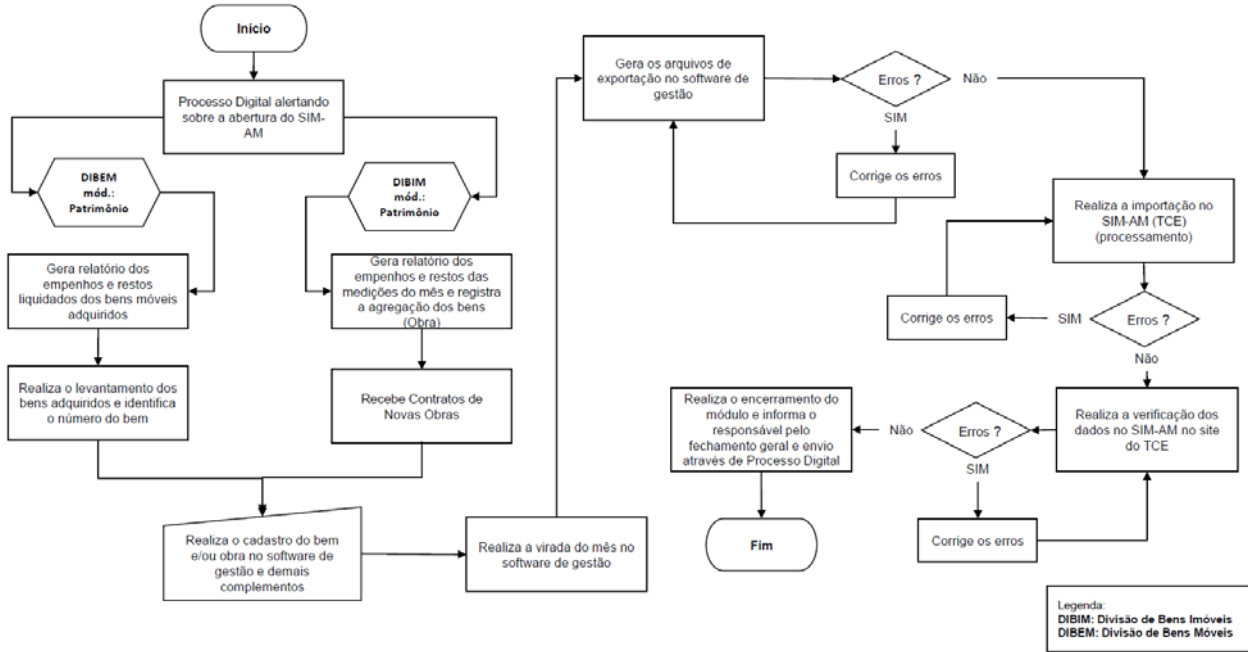 Início
Processo Digital alertando
sobre a abertura do SIM-
AM
DIBEM
mód.:
Patrimônio
DIBIM
mód.:
Patrimônio
Gera relatório dos
empenhos e restos
liquidados dos bens móveis
adquiridos
Gera relatório dos
empenhos e restos das
medições do mês e registra
a agregação dos bens
(Obra)
Realiza o levantamento dos
bens adquiridos e identifica
o número do bem
Recebe Contratos de
Novas Obras
Realiza o cadastro do bem
e/ou obra no software de
gestão e demais
complementos
Realiza a virada do mês no
software de gestão
Gera os arquivos de
exportação no software de
gestão
Erros ?
Não
SIM
Corrige os erros
Realiza a importação no
SIM-AM (TCE)
(processamento)
Erros ?
SIM
Corrige os erros
Não
Realiza a verificação dos
dados no SIM-AM no site
do TCE
Erros ?
Não
SIM
Corrige os erros
Realiza o encerramento do
módulo e informa o
responsável pelo
fechamento geral e envio
através de Processo Digital
Fim
Legenda:
DIBIM: Divisão de Bens Imóveis
DIBEM: Divisão de Bens Móveis